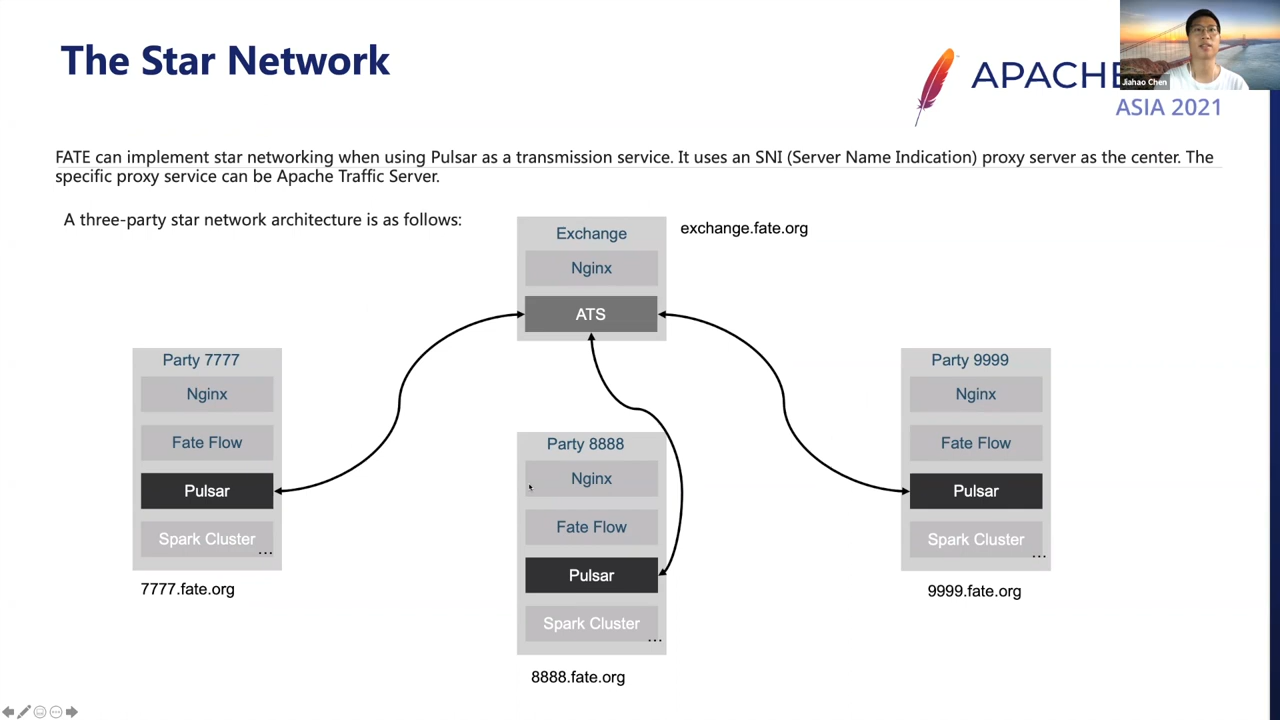 The Star Network
APACHE
ASIA 2021
Jiahao Chen
FATE can implement star networking when using Pulsar as a transmission service. It uses an SNI (Server Name Indication) proxy server as the center. The
specific proxy service can be Apache Traffic Server.
A three-party star network architecture is as follows:
Exchange
exchange.fate.org
Nginx
ATS
Party 7777
Nginx
Fate Flow
Pulsar
Spark Cluster
...
7777.fate.org
Party 8888
Nginx
Fate Flow
Pulsar
Spark Cluster
...
8888.fate.org
Party 9999
Nginx
Fate Flow
Pulsar
Spark Cluster
...
9999.fate.org